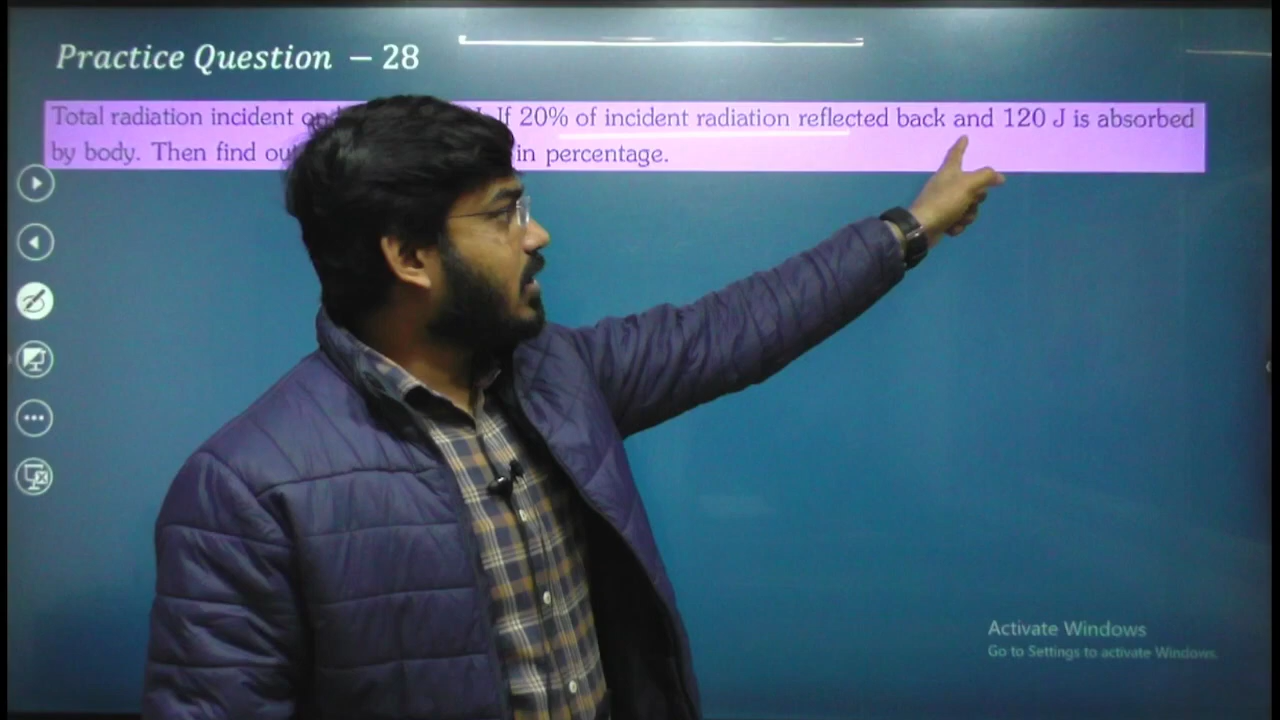 Practice Question – 28
Total radiation incident If 20% of incident radiation reflected back and 120 J is absorbed
by body. Then find out in percentage.
Activate Windows
Go to Settings to activate Windows.